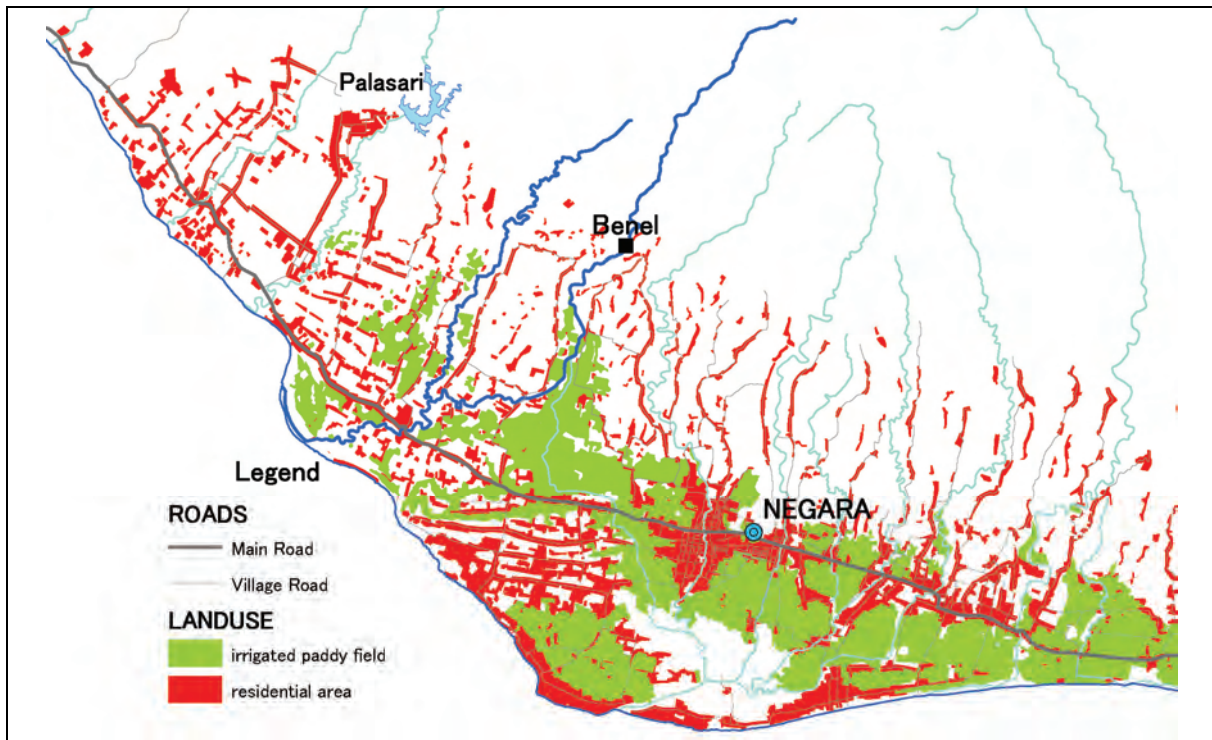 Palasari
Benel
NEGARA
Legend
ROADS
Main Road
Village Road
LANDUSE
irrigated paddy field
residential area